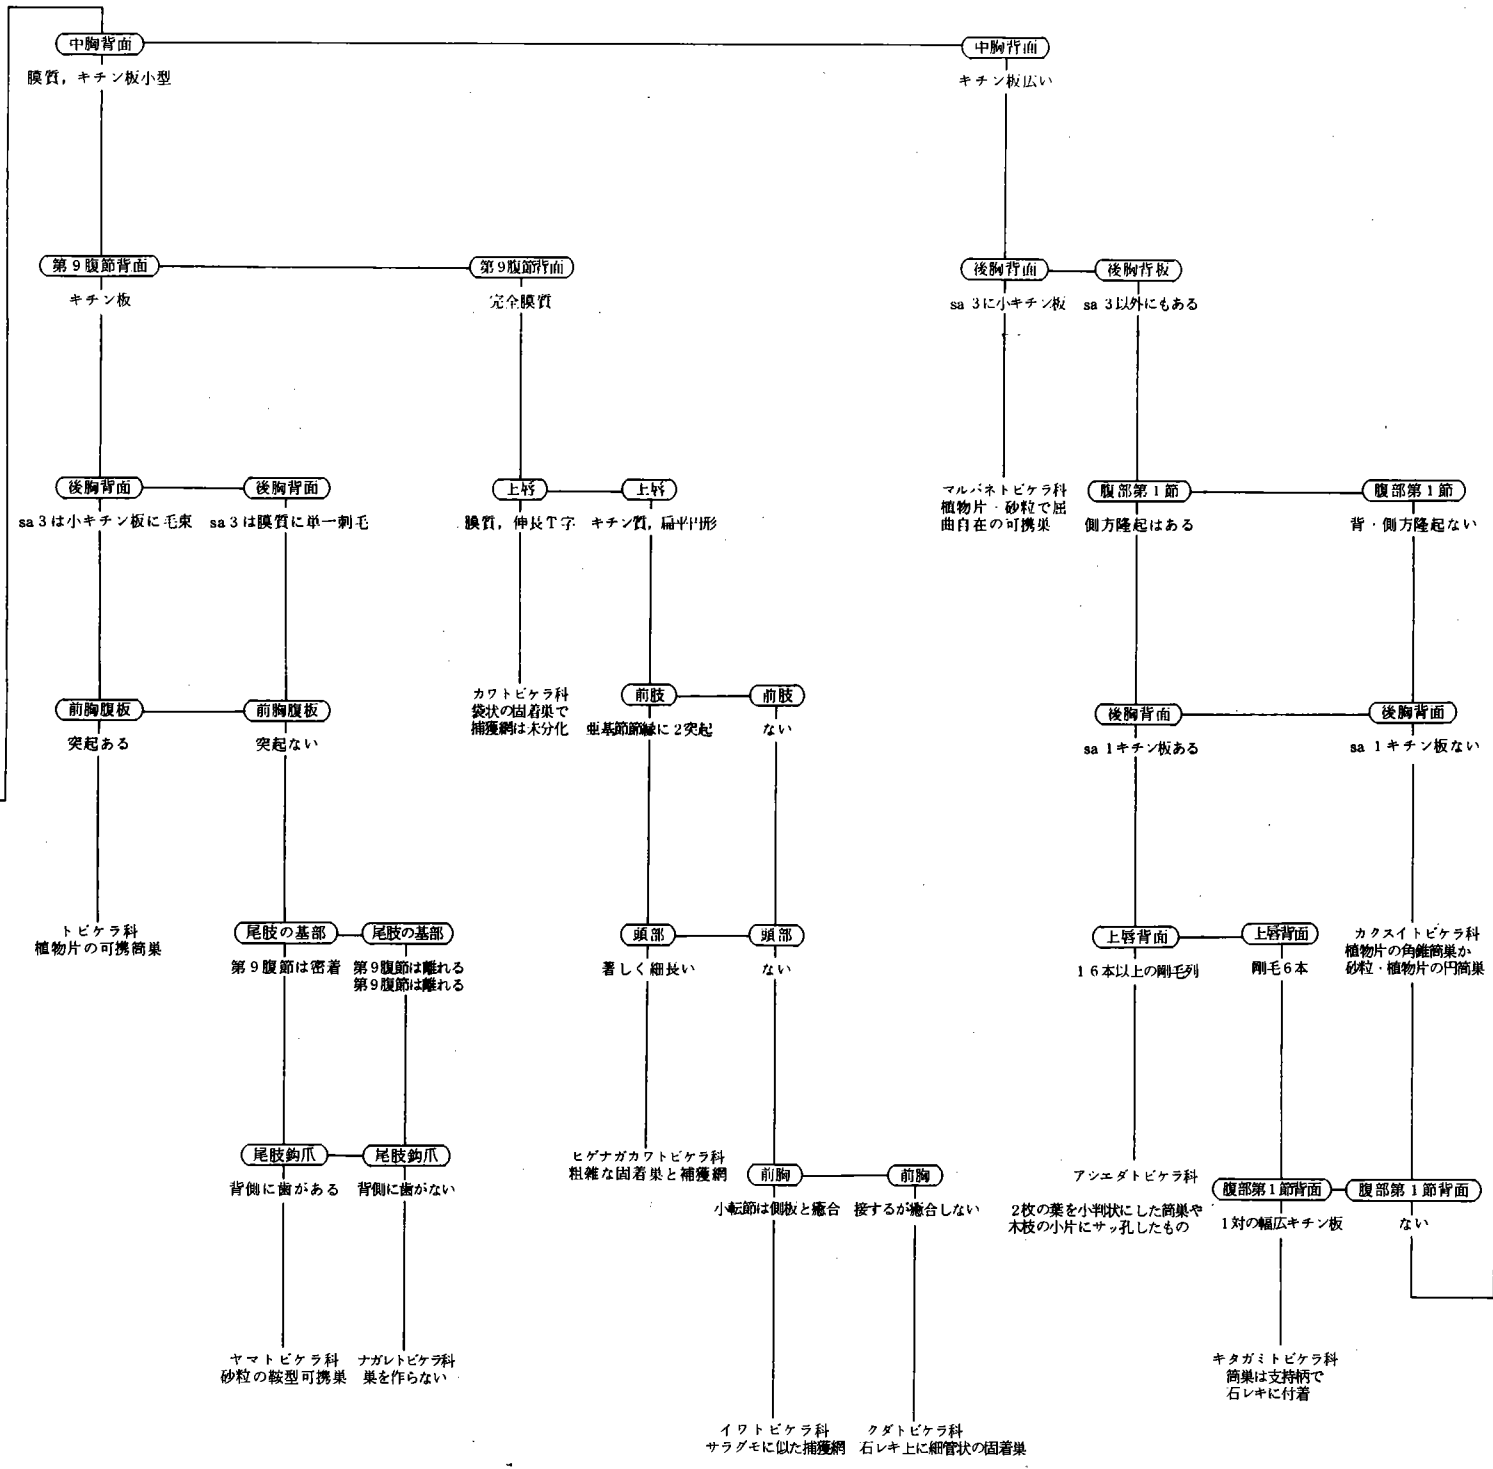 中胸背面
中胸背面
膜質，キチン板小型
キチン板広い
第9腹節背面
第9腹節背面
後胸背面
後胸背板
キチン板
完全膜質
sa 3に小キチン板
sa 3以外にもある
後胸背面
後胸背面
上唇
上唇
マルバネトビケラ科
植物片・砂粒で屈
曲自在の可携巣
腹部第1節
腹部第1節
sa 3は小キチン板に毛束
sa 3は膜質に単一刺毛
膜質，伸長T字
キチン質，扁平円形
側方隆起はある
背・側方隆起ない
前胸腹板
前胸腹板
カワトビケラ科
袋状の固着巣で
捕獲網は未分化
前肢
前肢
後胸背面
後胸背面
突起ある
突起ない
亜基節節縁に2突起
ない
sa 1キチン板ある
sa 1キチン板ない
トビケラ科
植物片の可携筒巣
尾肢の基部
尾肢の基部
頭部
頭部
上唇背面
上唇背面
カクスイトビケラ科
植物片の角錐筒巣か
砂粒・植物片の円筒巣
第9腹節は密着
第9腹節は離れる
第9腹節は離れる
著しく細長い
ない
16本以上の剛毛列
剛毛6本
尾肢鉤爪
尾肢鉤爪
ヒゲナガカワトビケラ科
粗雑な固着巣と捕獲網
前胸
前胸
アシエダトビケラ科
2枚の葉を小判状にした筒巣や
木枝の小片にサッ孔したもの
腹部第1節背面
腹部第1節背面
背側に歯がある
背側に歯がない
小転節は側板と癒合
接するが癒合しない
1対の幅広キチン板
ない
ヤマトビケラ科
砂粒の鞍型可携巣
ナガレトビケラ科
巣を作らない
キタガミトビケラ科
筒巣は支持柄で
石レキに付着
イワトビケラ科
サラグモに似た捕獲網
クダトビケラ科
石レキ上に細管状の固着巣